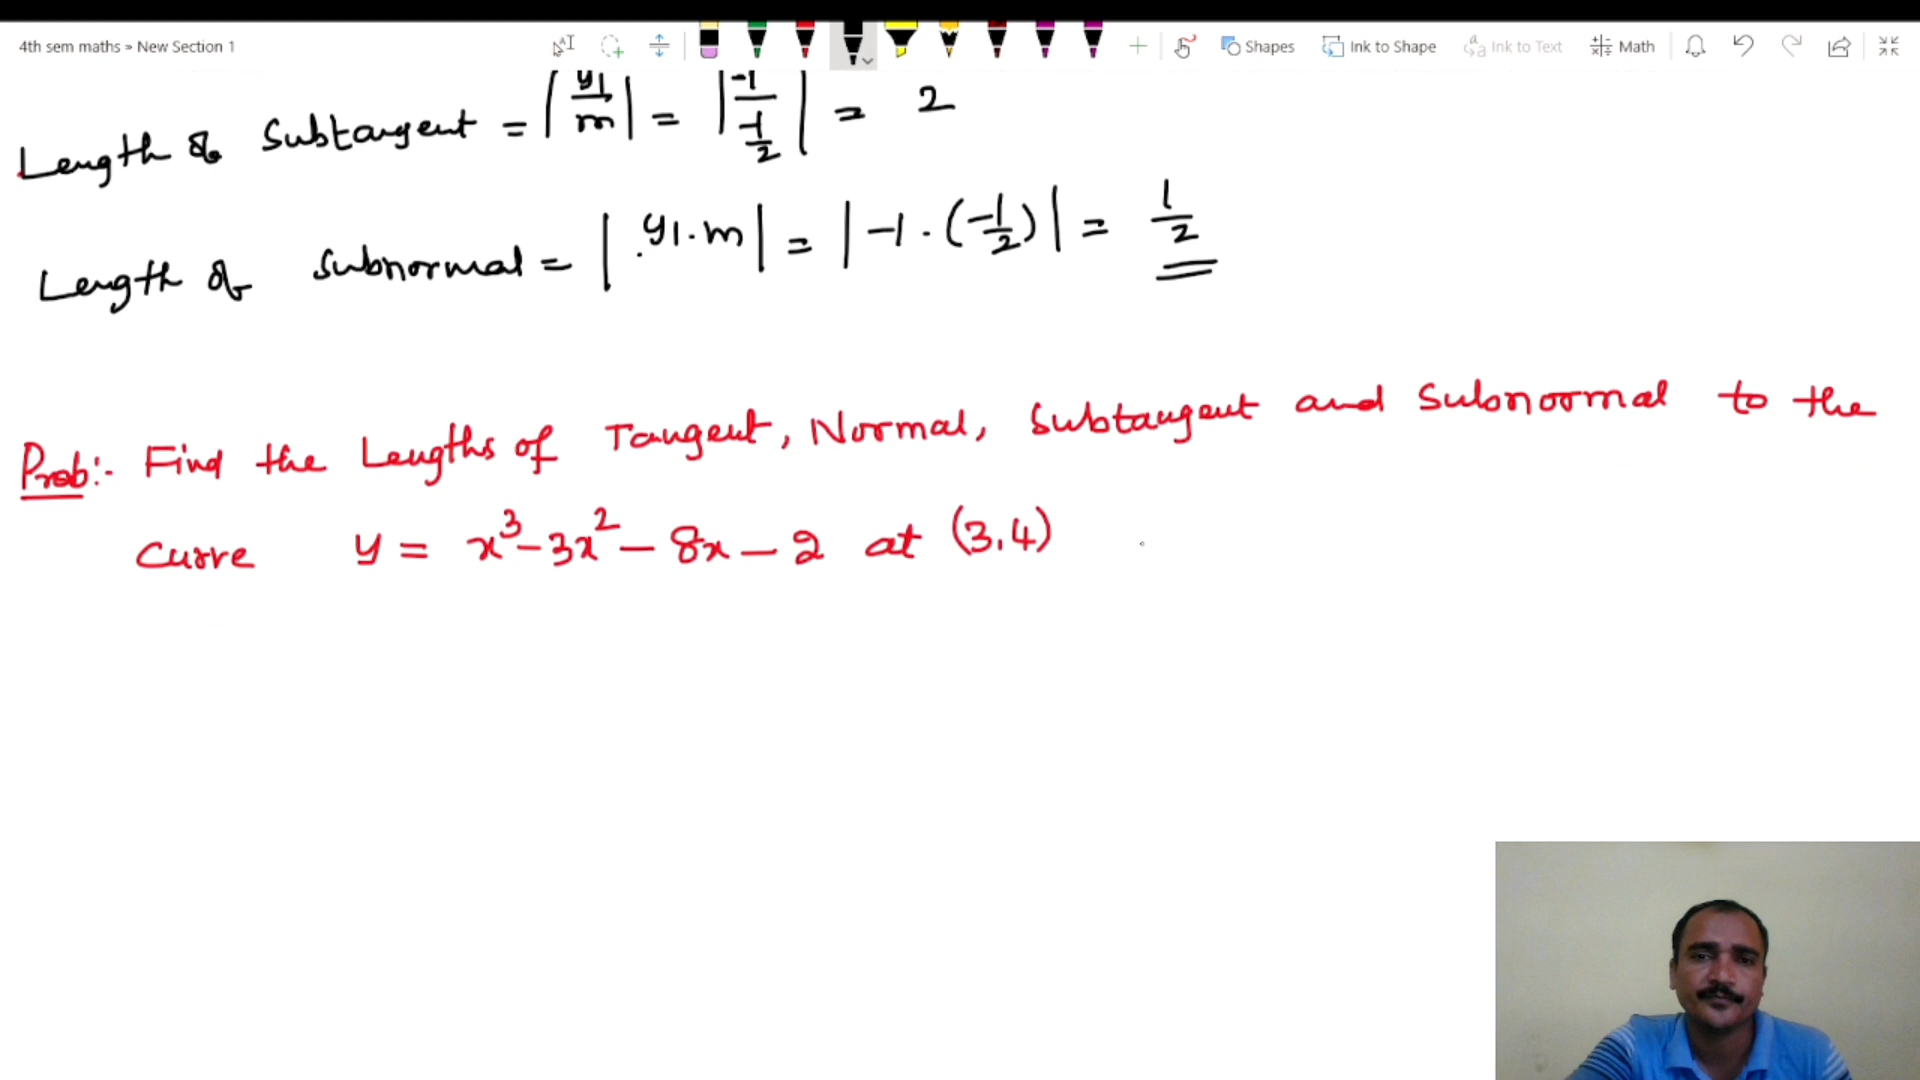 4th sem maths » New Section 1
Shapes Ink to Shape Ink to Text Math
Length of Subtangent = |y1/m| = |-1/(-1/2)| = 2
Length of Subnormal = |y1.m| = |-1.(-1/2)| = 1/2
Prob:- Find the Lengths of Tangent, Normal, Subtangent and Subnormal to the
Curve y = x³-3x²-8x-2 at (3,4)